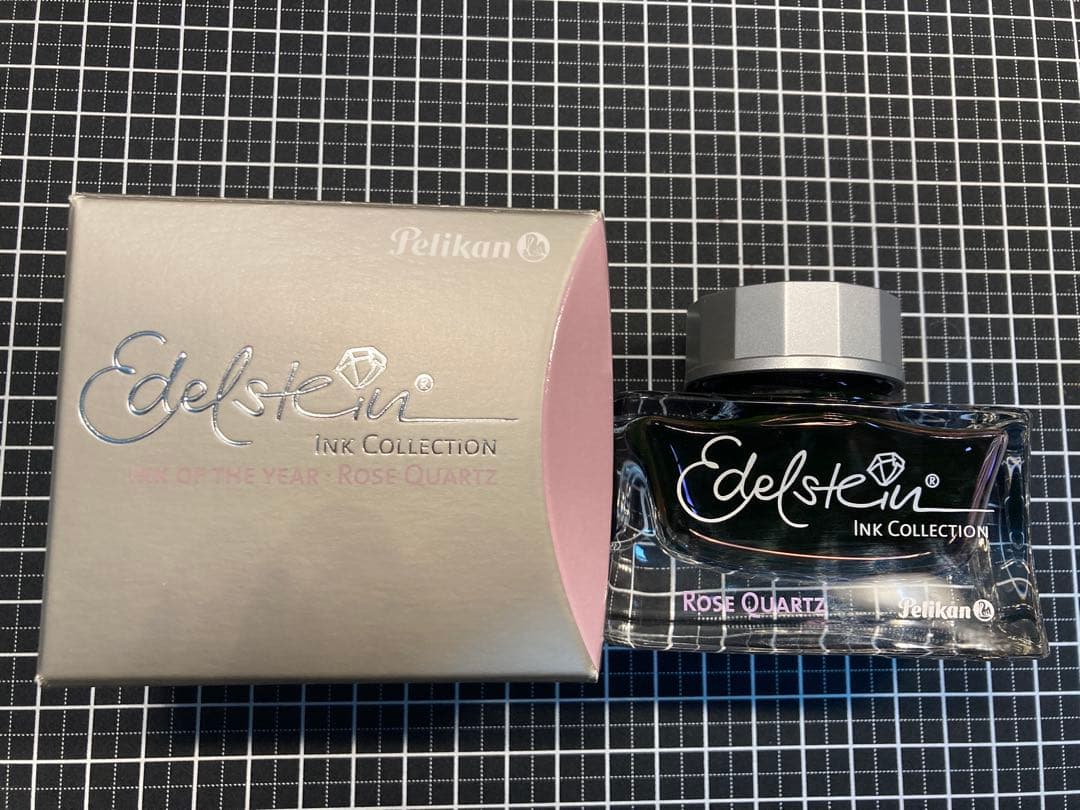 Pelikan
Edelstein®
INK COLLECTION
INK OF THE YEAR · ROSE QUARTZ
Edelstein®
INK COLLECTION
ROSE QUARTZ
Pelikan